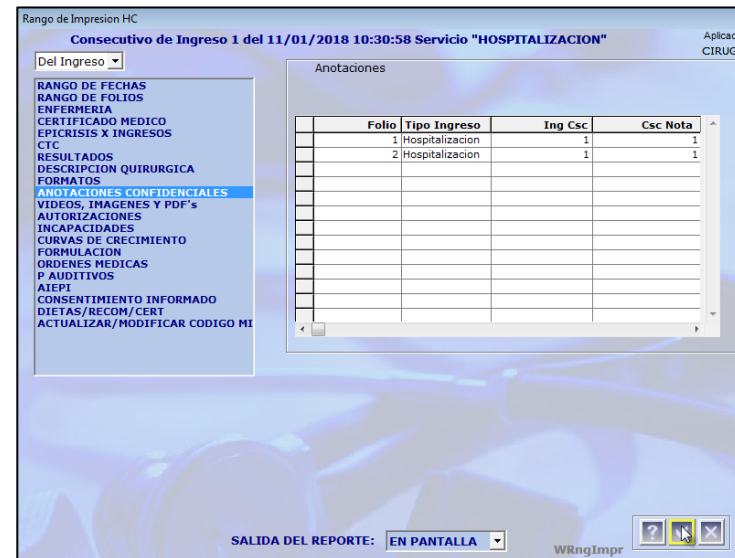 Rango de Impresion HC
Consecutivo de Ingreso 1 del 11/01/2018 10:30:58 Servicio "HOSPITALIZACION"
Aplicac
CIRUG
Del Ingreso
RANGO DE FECHAS
RANGO DE FOLIOS
ENFERMERIA
CERTIFICADO MEDICO
EPICRISIS X INGRESOS
CTC
RESULTADOS
DESCRIPCION QUIRURGICA
FORMATOS
ANOTACIONES CONFIDENCIALES
VIDEOS, IMAGENES Y PDF's
AUTORIZACIONES
INCAPACIDADES
CURVAS DE CRECIMIENTO
FORMULACION
ORDENES MEDICAS
P AUDITIVOS
AIEPI
CONSENTIMIENTO INFORMADO
DIETAS/RECOM/CERT
ACTUALIZAR/MODIFICAR CODIGO MI
Anotaciones
Folio Tipo Ingreso Ing Csc Csc Nota
1 Hospitalizacion 1 1
2 Hospitalizacion 1 1
SALIDA DEL REPORTE: EN PANTALLA
WRngImpr
?